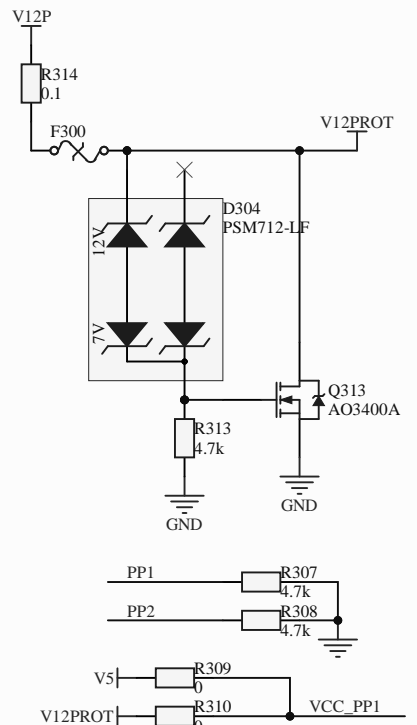 V12P
R314
0.1
F300
V12PROT
D304
PSM712-LF
12V
7V
Q313
AO3400A
R313
4.7k
GND
GND
PP1
R307
4.7k
PP2
R308
4.7k
V5
R309
0
V12PROT
R310
0
VCC_PP1